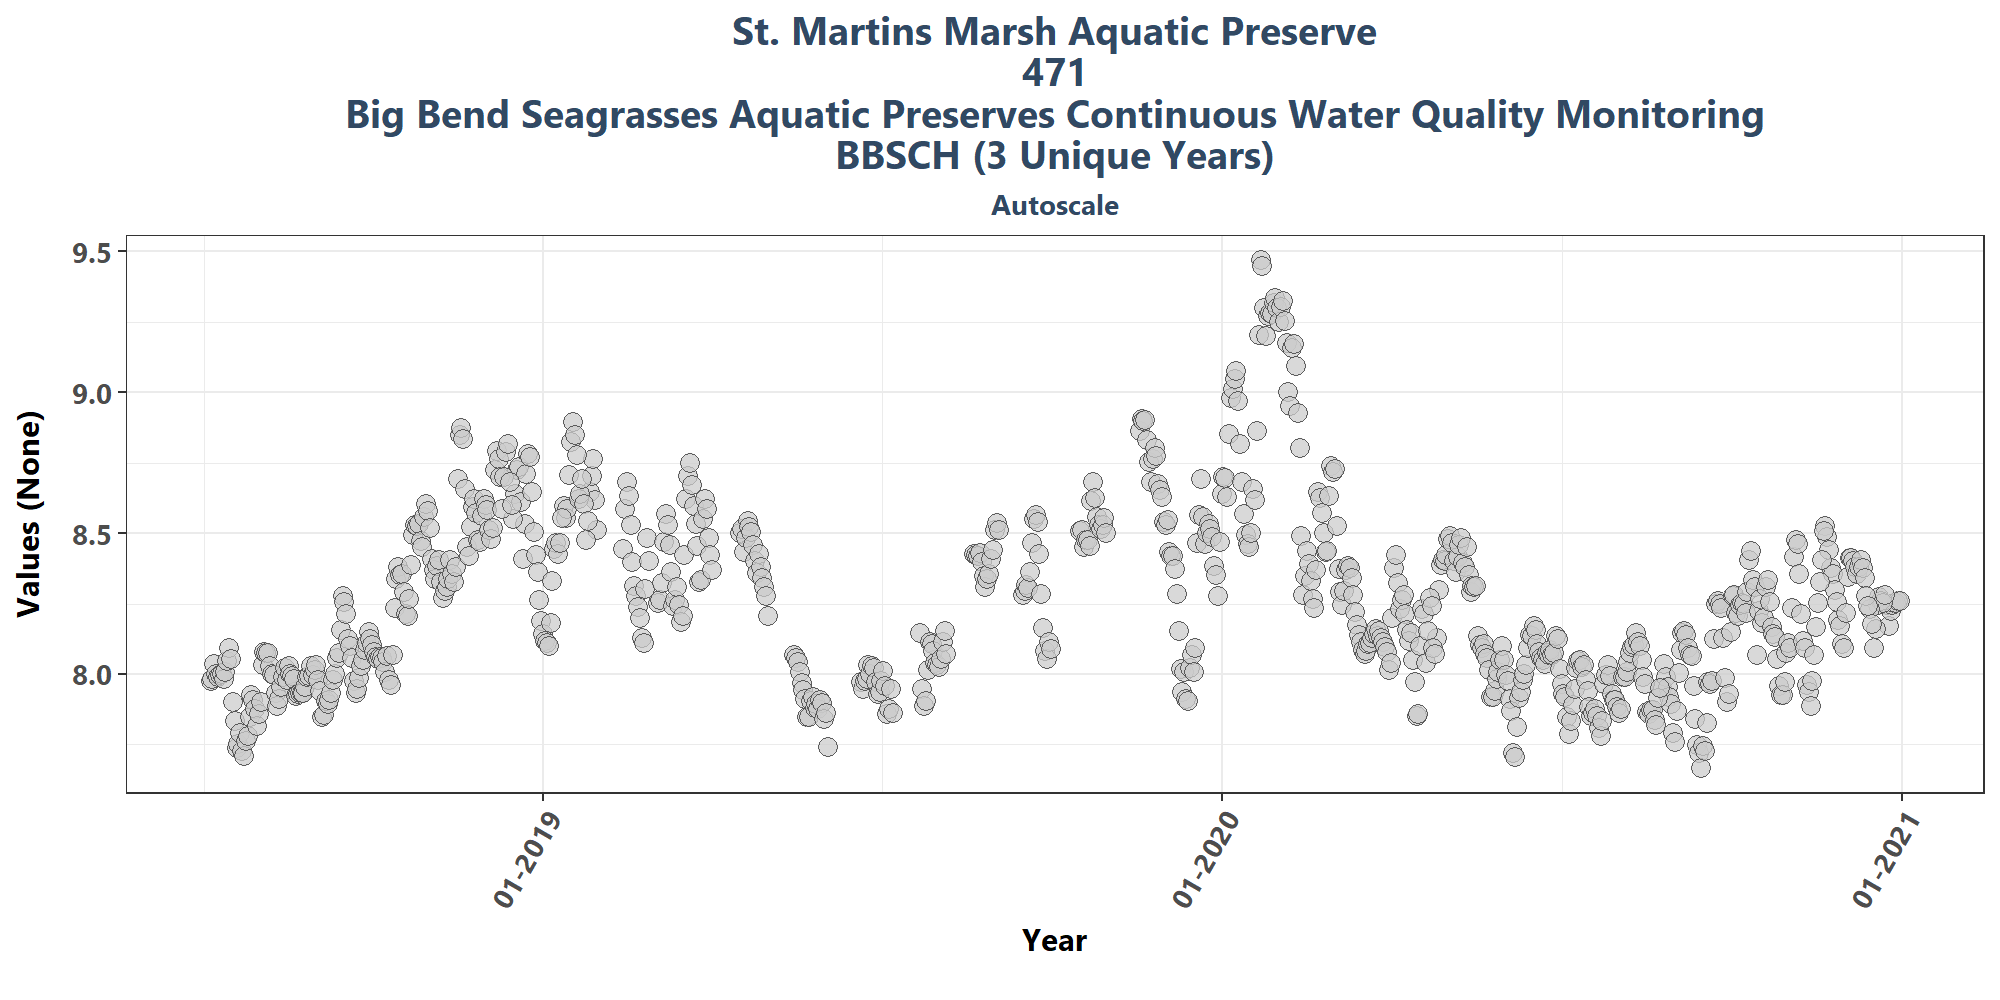 St. Martins Marsh Aquatic Preserve
471
Big Bend Seagrasses Aquatic Preserves Continuous Water Quality Monitoring
BBSCH (3 Unique Years)
Autoscale
9.5
9.0
8.5
8.0
Values (None)
01-2019
01-2020
01-2021
Year